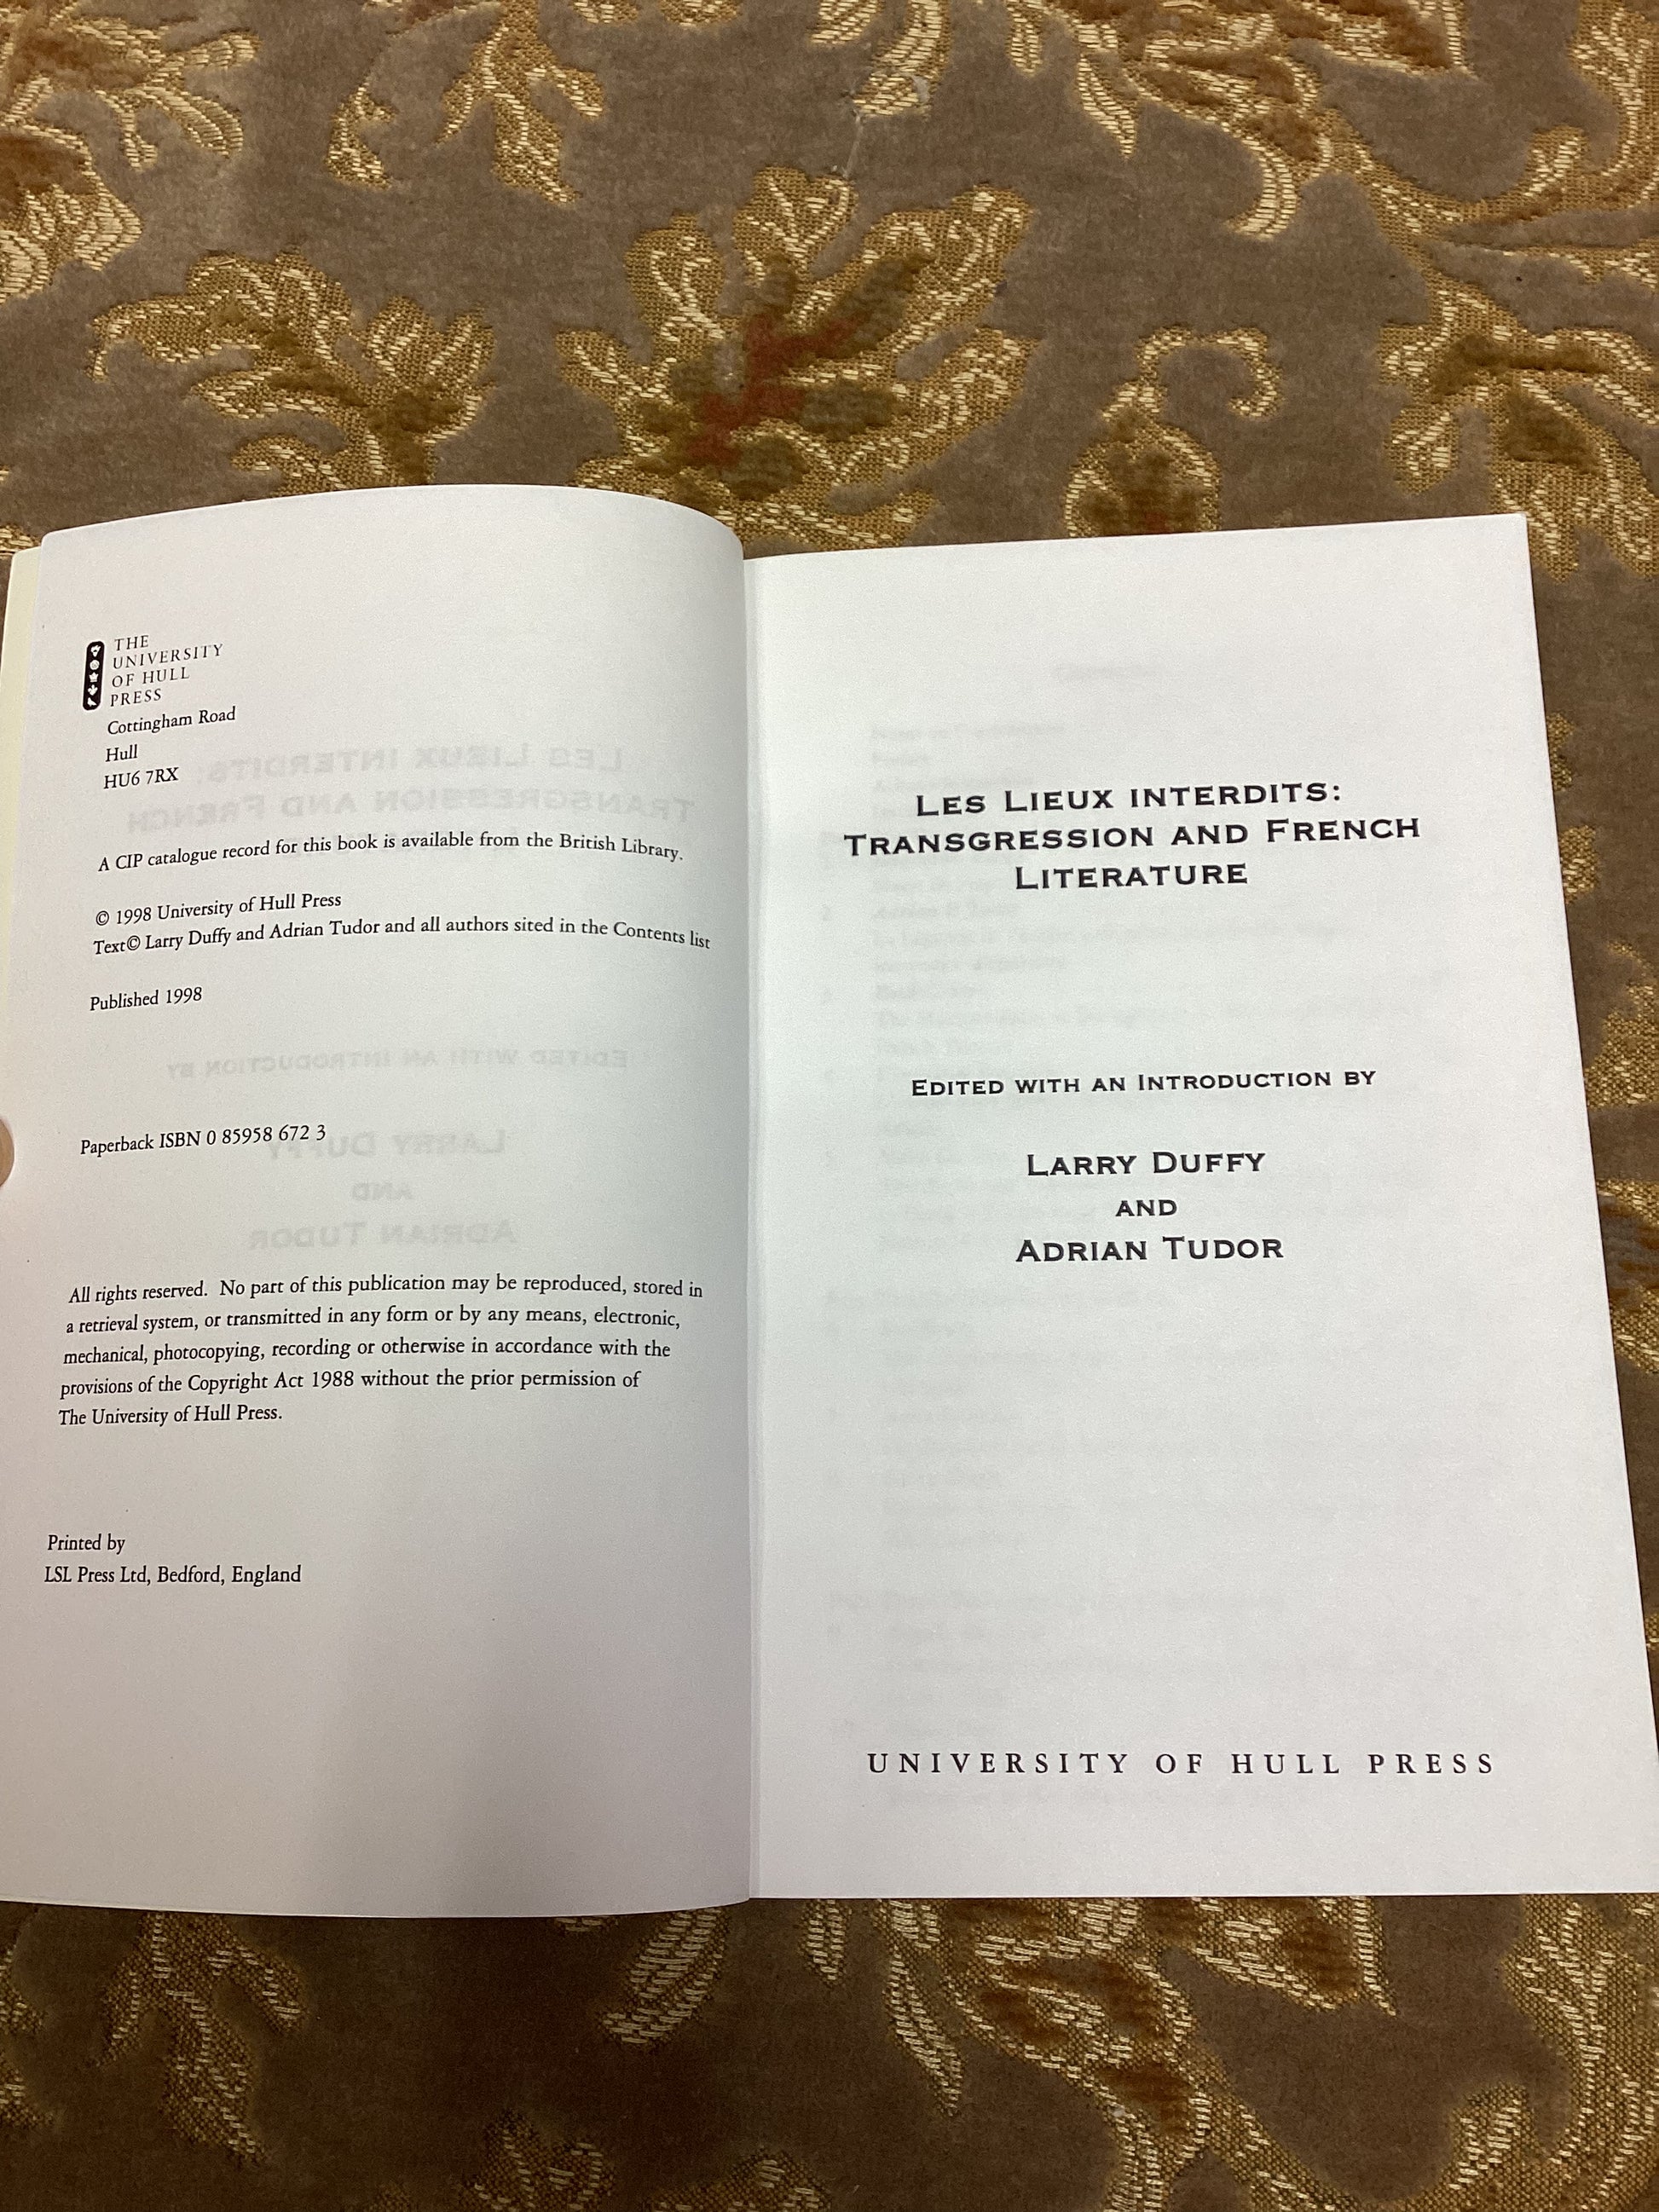 THE
UNIVERSITY
OF HULL
PRESS
Cottingham Road
Hull
HU6 7RX
A CIP catalogue record for this book is available from the British Library.
© 1998 University of Hull Press
Text© Larry Duffy and Adrian Tudor and all authors sited in the Contents list
Published 1998
Paperback ISBN 0 85958 672 3
All rights reserved. No part of this publication may be reproduced, stored in
a retrieval system, or transmitted in any form or by any means, electronic,
mechanical, photocopying, recording or otherwise in accordance with the
provisions of the Copyright Act 1988 without the prior permission of
The University of Hull Press.
Printed by
LSL Press Ltd, Bedford, England
LES LIEUX INTERDITS:
TRANSGRESSION AND FRENCH
LITERATURE
EDITED WITH AN INTRODUCTION BY
LARRY DUFFY
AND
ADRIAN TUDOR
UNIVERSITY OF HULL PRESS